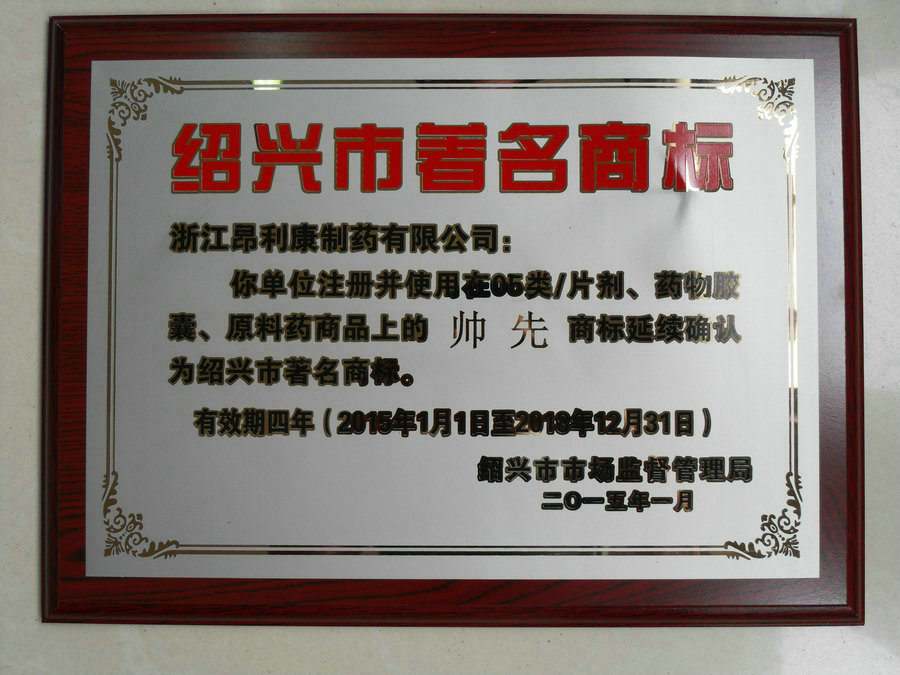 绍兴市著名商标
浙江昂利康制药有限公司：
你单位注册并使用在05类/片剂、药物胶
囊、原料药商品上的 帅先 商标延续确认
为绍兴市著名商标。
有效期四年（2015年1月1日至2018年12月31日）
绍兴市市场监督管理局
二〇一五年一月